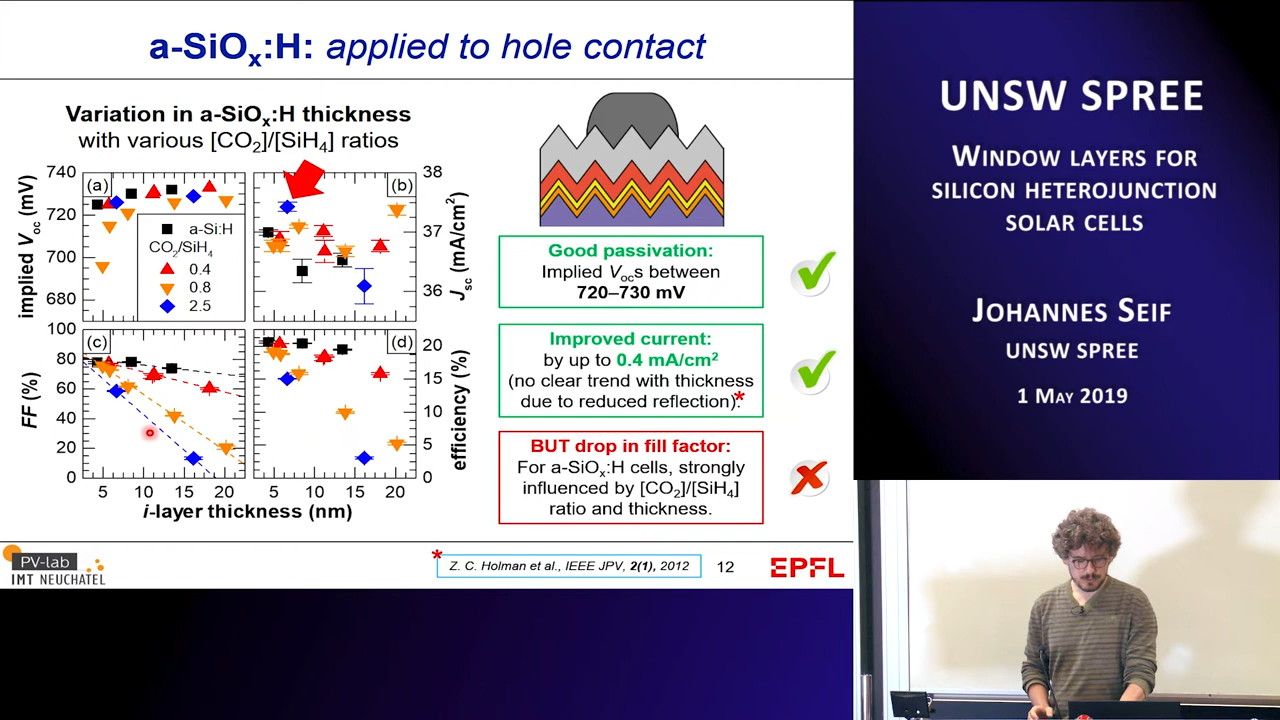 a-SiOx:H: applied to hole contact
Variation in a-SiOx:H thickness
with various [CO2]/[SiH4] ratios
implied Voc (mV)
740
720
700
680
(a)
a-Si:H
CO2/SiH4
0.4
0.8
2.5
(b)
38
37
36
Jsc (mA/cm2)
FF (%)
100
80
60
40
20
0
(c)
(d)
20
15
10
5
0
efficiency (%)
5 10 15 20 5 10 15 20
i-layer thickness (nm)
Good passivation:
Implied Vocs between
720–730 mV
Improved current:
by up to 0.4 mA/cm2
(no clear trend with thickness
due to reduced reflection).*
BUT drop in fill factor:
For a-SiOx:H cells, strongly
influenced by [CO2]/[SiH4]
ratio and thickness.
PV-lab
IMT NEUCHATEL
* Z. C. Holman et al., IEEE JPV, 2(1), 2012
12
EPFL
UNSW SPREE
WINDOW LAYERS FOR
SILICON HETEROJUNCTION
SOLAR CELLS
JOHANNES SEIF
UNSW SPREE
1 MAY 2019